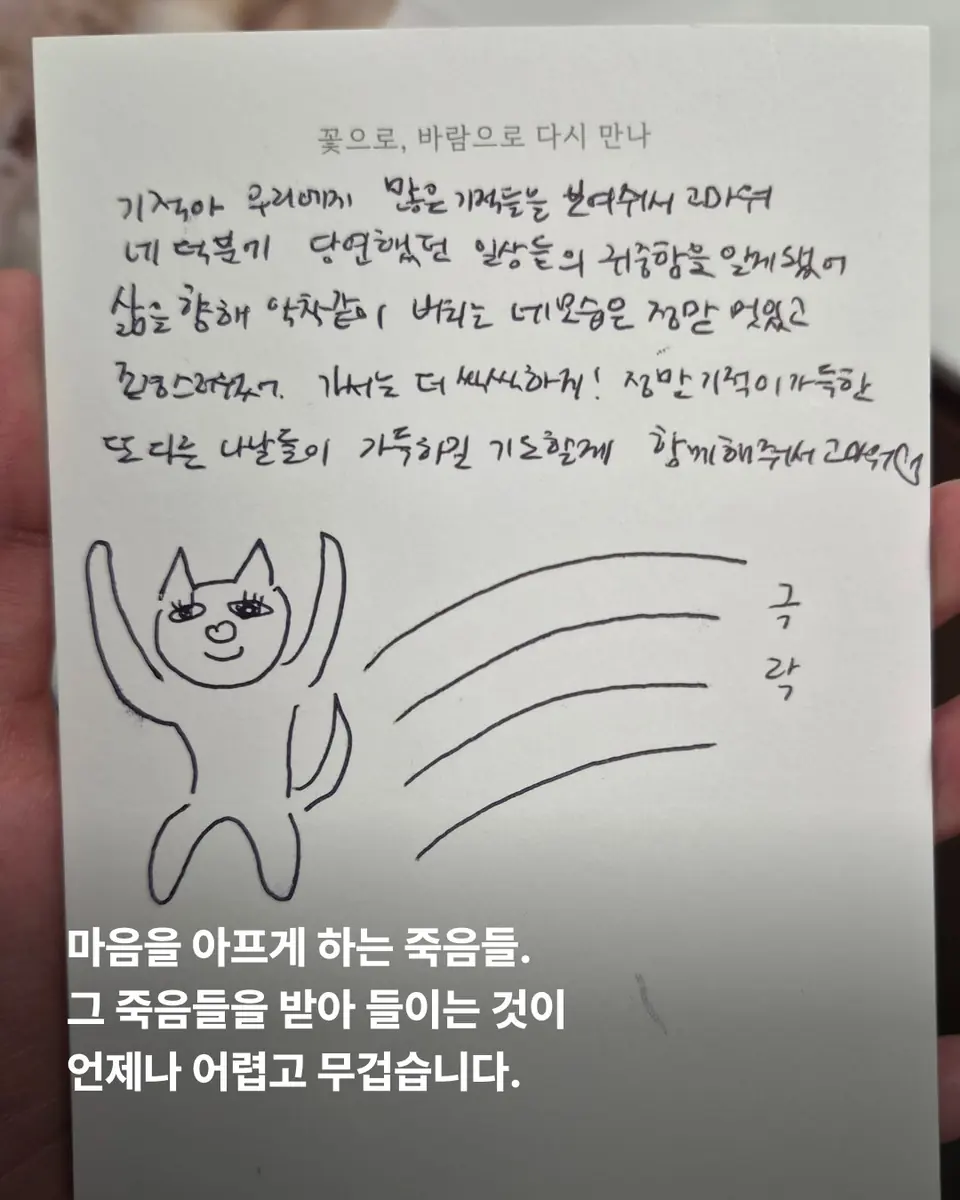 꽃으로, 바람으로 다시 만나
기적아 우리에게 많은 기적들을 보여줘서 고마워
네 덕분에 당연했던 일상들의 귀중함을 알게됐어
삶을 향해 악착같이 버티는 네 모습은 정말 멋있고
존경스러웠어. 가서는 더 씩씩하게! 정말 기적이 가득한
또 다른 나날들이 가득하길 기도할게 함께해줘서 고마워
극
락
마음을 아프게 하는 죽음들.
그 죽음들을 받아 들이는 것이
언제나 어렵고 무겁습니다.